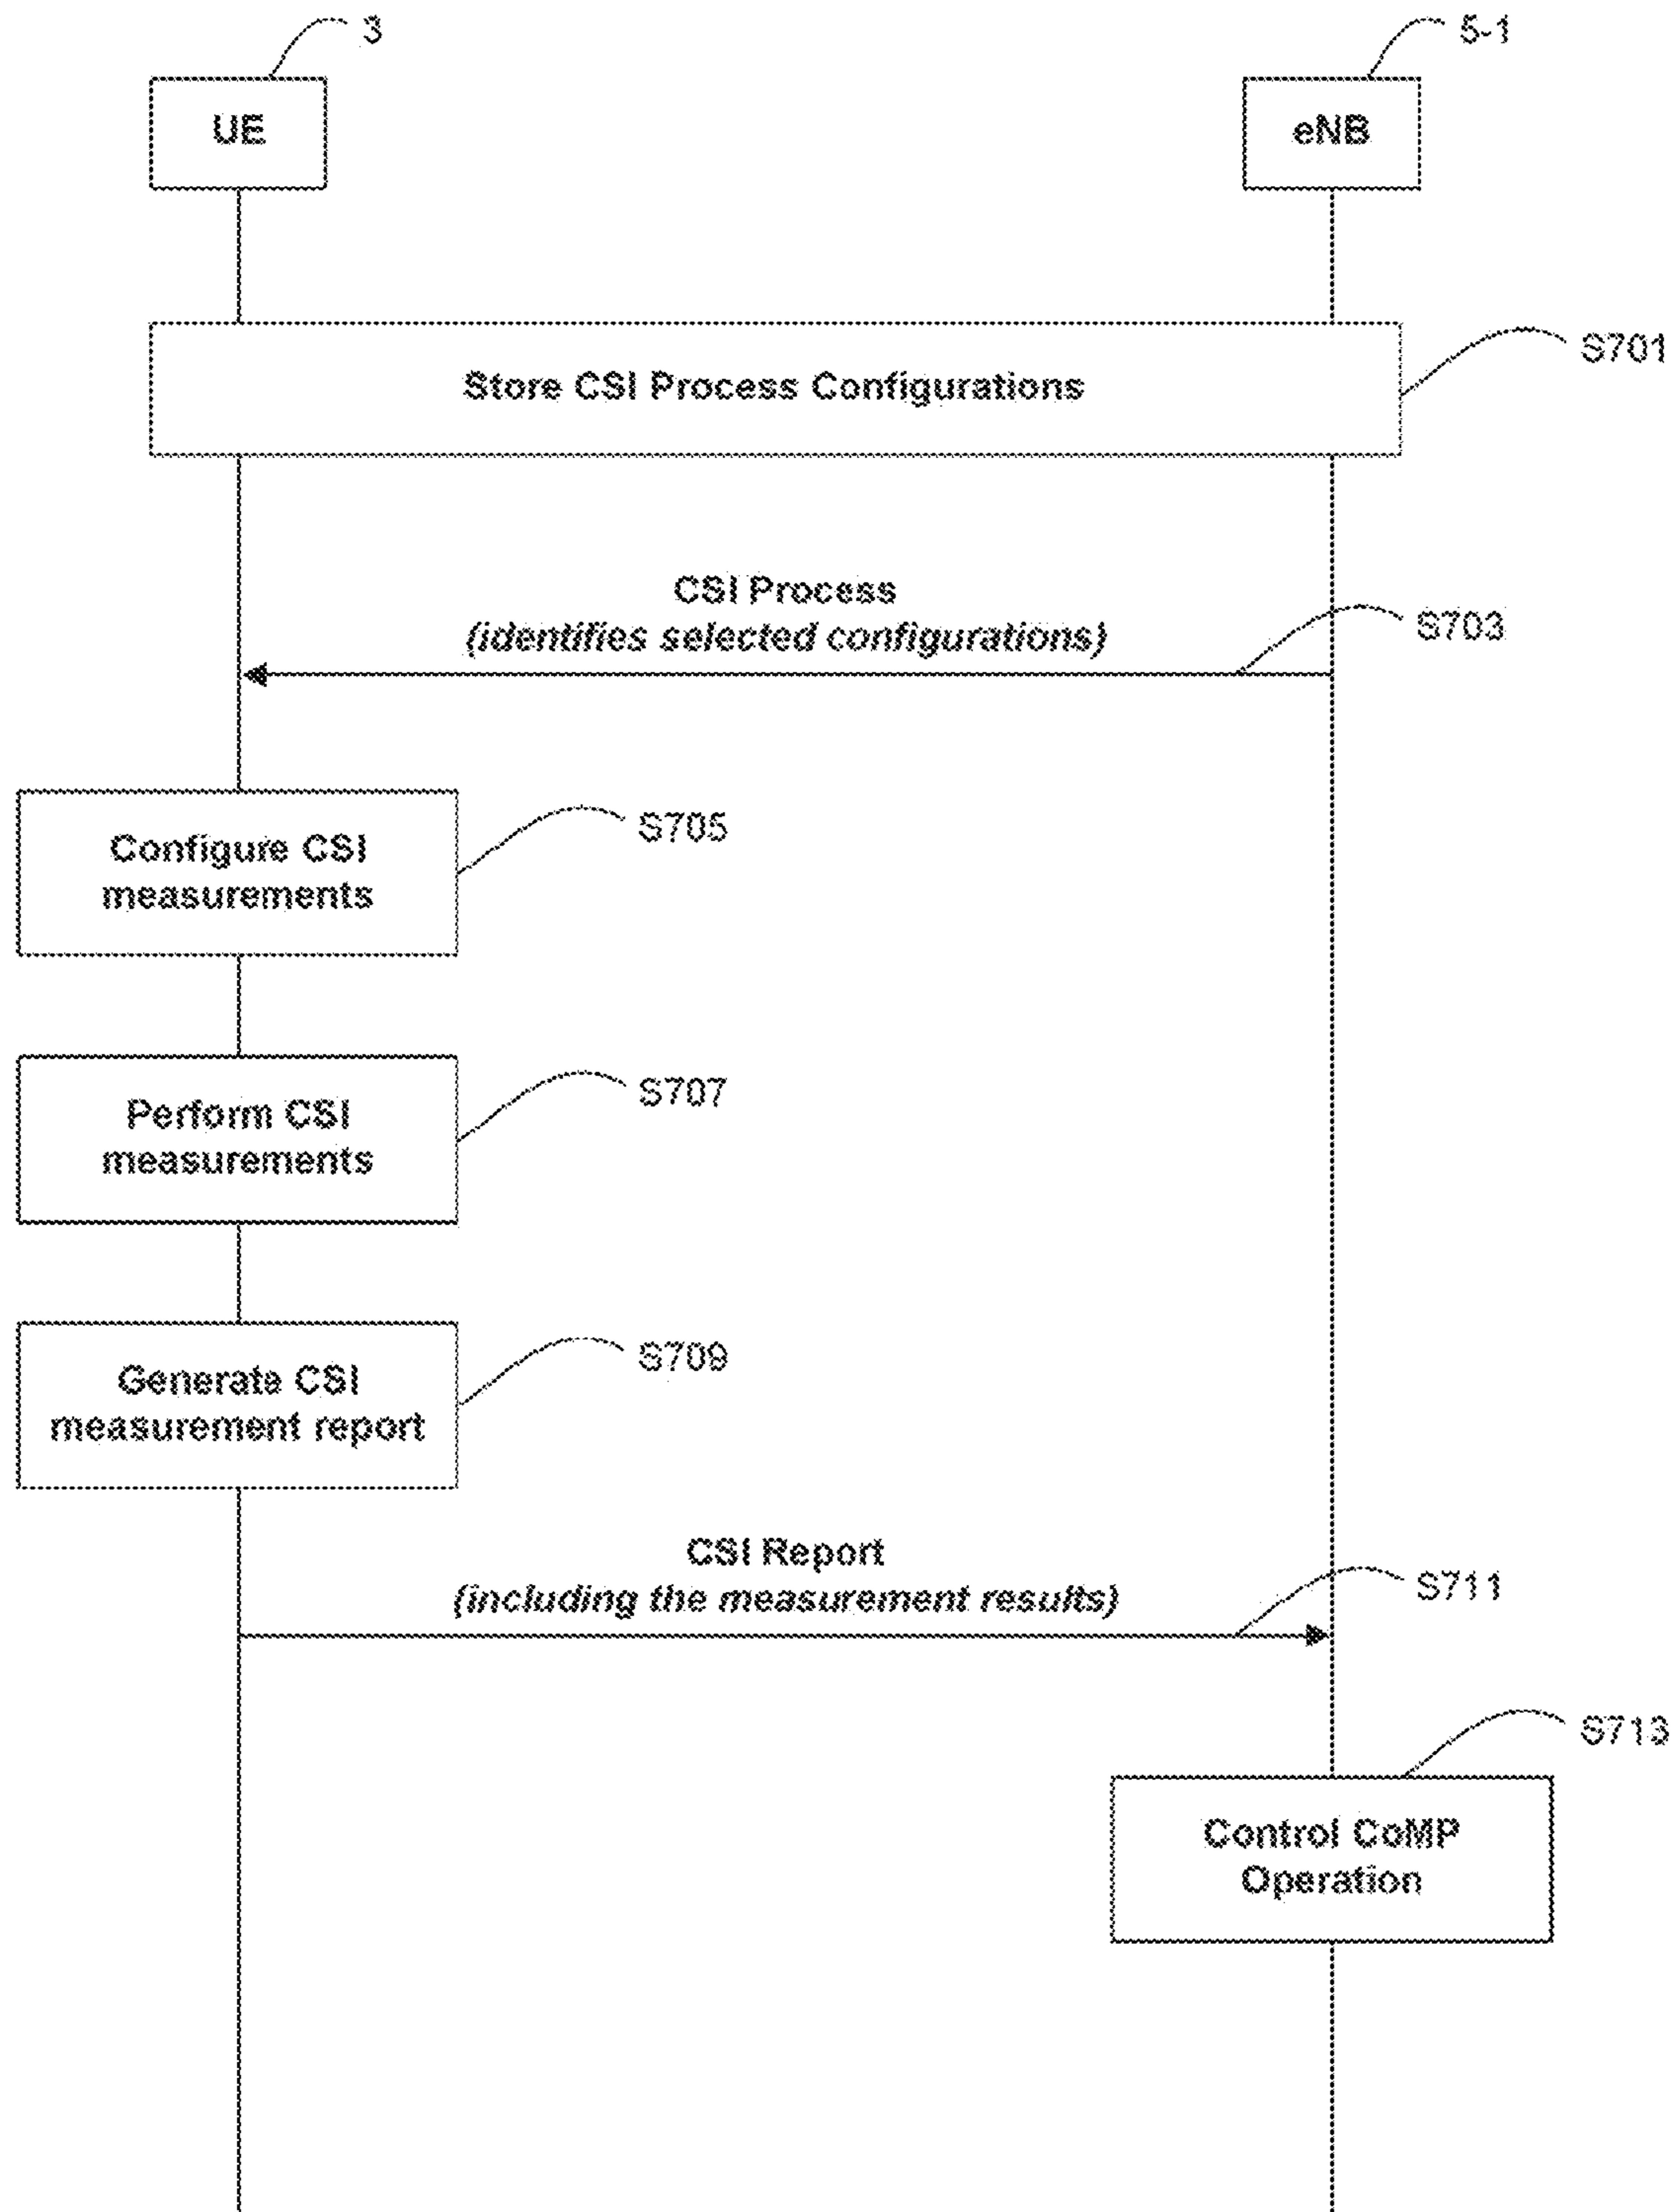 3
5-1
UE
eNB
S701
Store CSI Process Configurations
CSI Process
(identifies selected configurations)
S703
S705
Configure CSI
measurements
S707
Perform CSI
measurements
S709
Generate CSI
measurement report
CSI Report
(including the measurement results)
S711
S713
Control CoMP
Operation